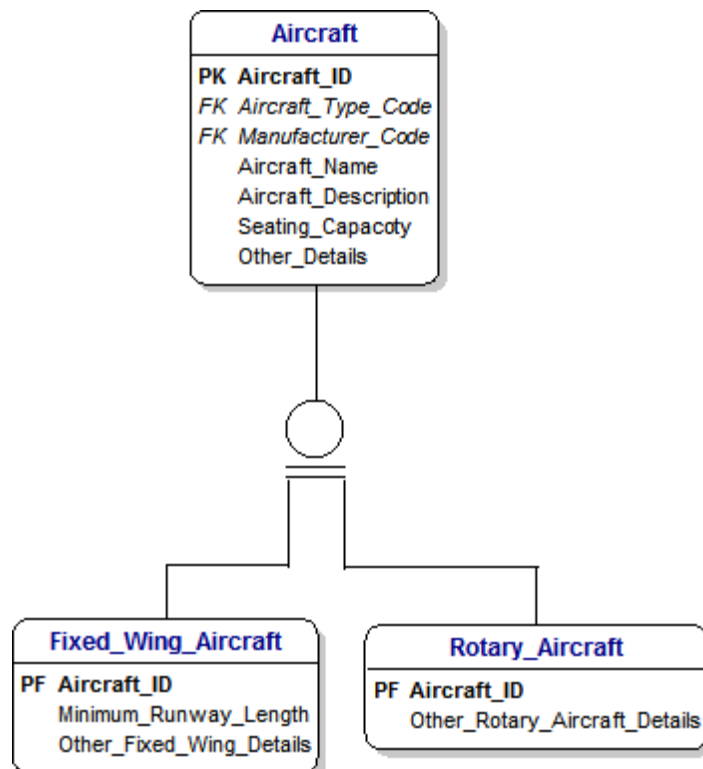 Aircraft
PK Aircraft_ID
FK Aircraft_Type_Code
FK Manufacturer_Code
Aircraft_Name
Aircraft_Description
Seating_Capacoty
Other_Details
Fixed_Wing_Aircraft
PF Aircraft_ID
Minimum_Runway_Length
Other_Fixed_Wing_Details
Rotary_Aircraft
PF Aircraft_ID
Other_Rotary_Aircraft_Details